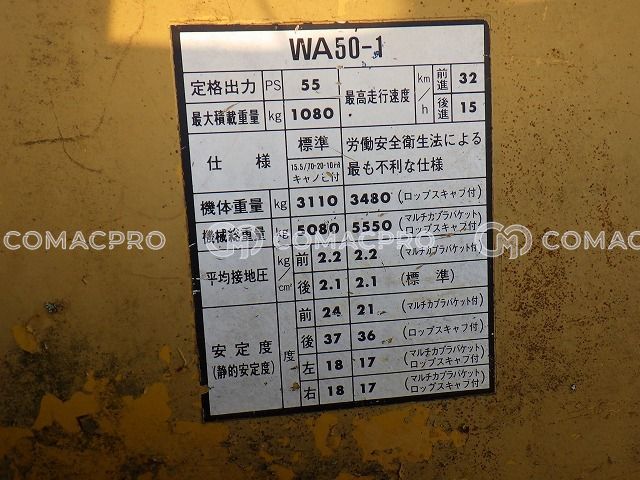 WA50-1
定格出力 PS 55 最高走行速度 km/h 前進 32
最大積載重量 kg 1080 後進 15
仕様 標準 労働安全衛生法による
15.5/70-20-10PR
キャノピ付 最も不利な仕様
機体重量 kg 3110 3480 (ロップスキャブ付)
機械総重量 kg 5080 5550 (マルチカプラバケット
ロップスキャブ付)
平均接地圧 kg/cm² 前 2.2 2.2 (マルチカプラバケット付)
後 2.1 2.1 (標準)
安定度 (静的安定度) 度 前 24 21 (マルチカプラバケット付)
後 37 36 (ロップスキャブ付)
左 18 17 (マルチカプラバケット
ロップスキャブ付)
右 18 17 (マルチカプラバケット
ロップスキャブ付)
COMACPRO COMACPRO COMAC